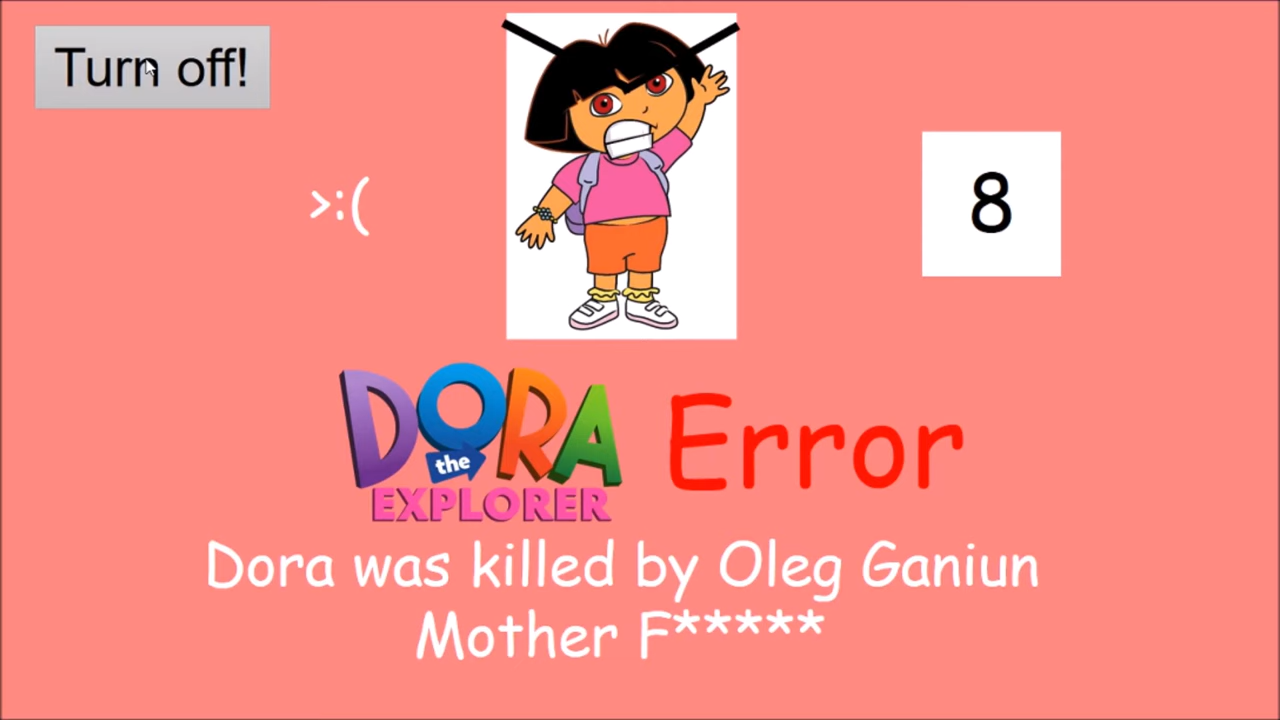 Turn off!
>:(
8
DORA
the
EXPLORER
Error
Dora was killed by Oleg Ganiun
Mother F*****